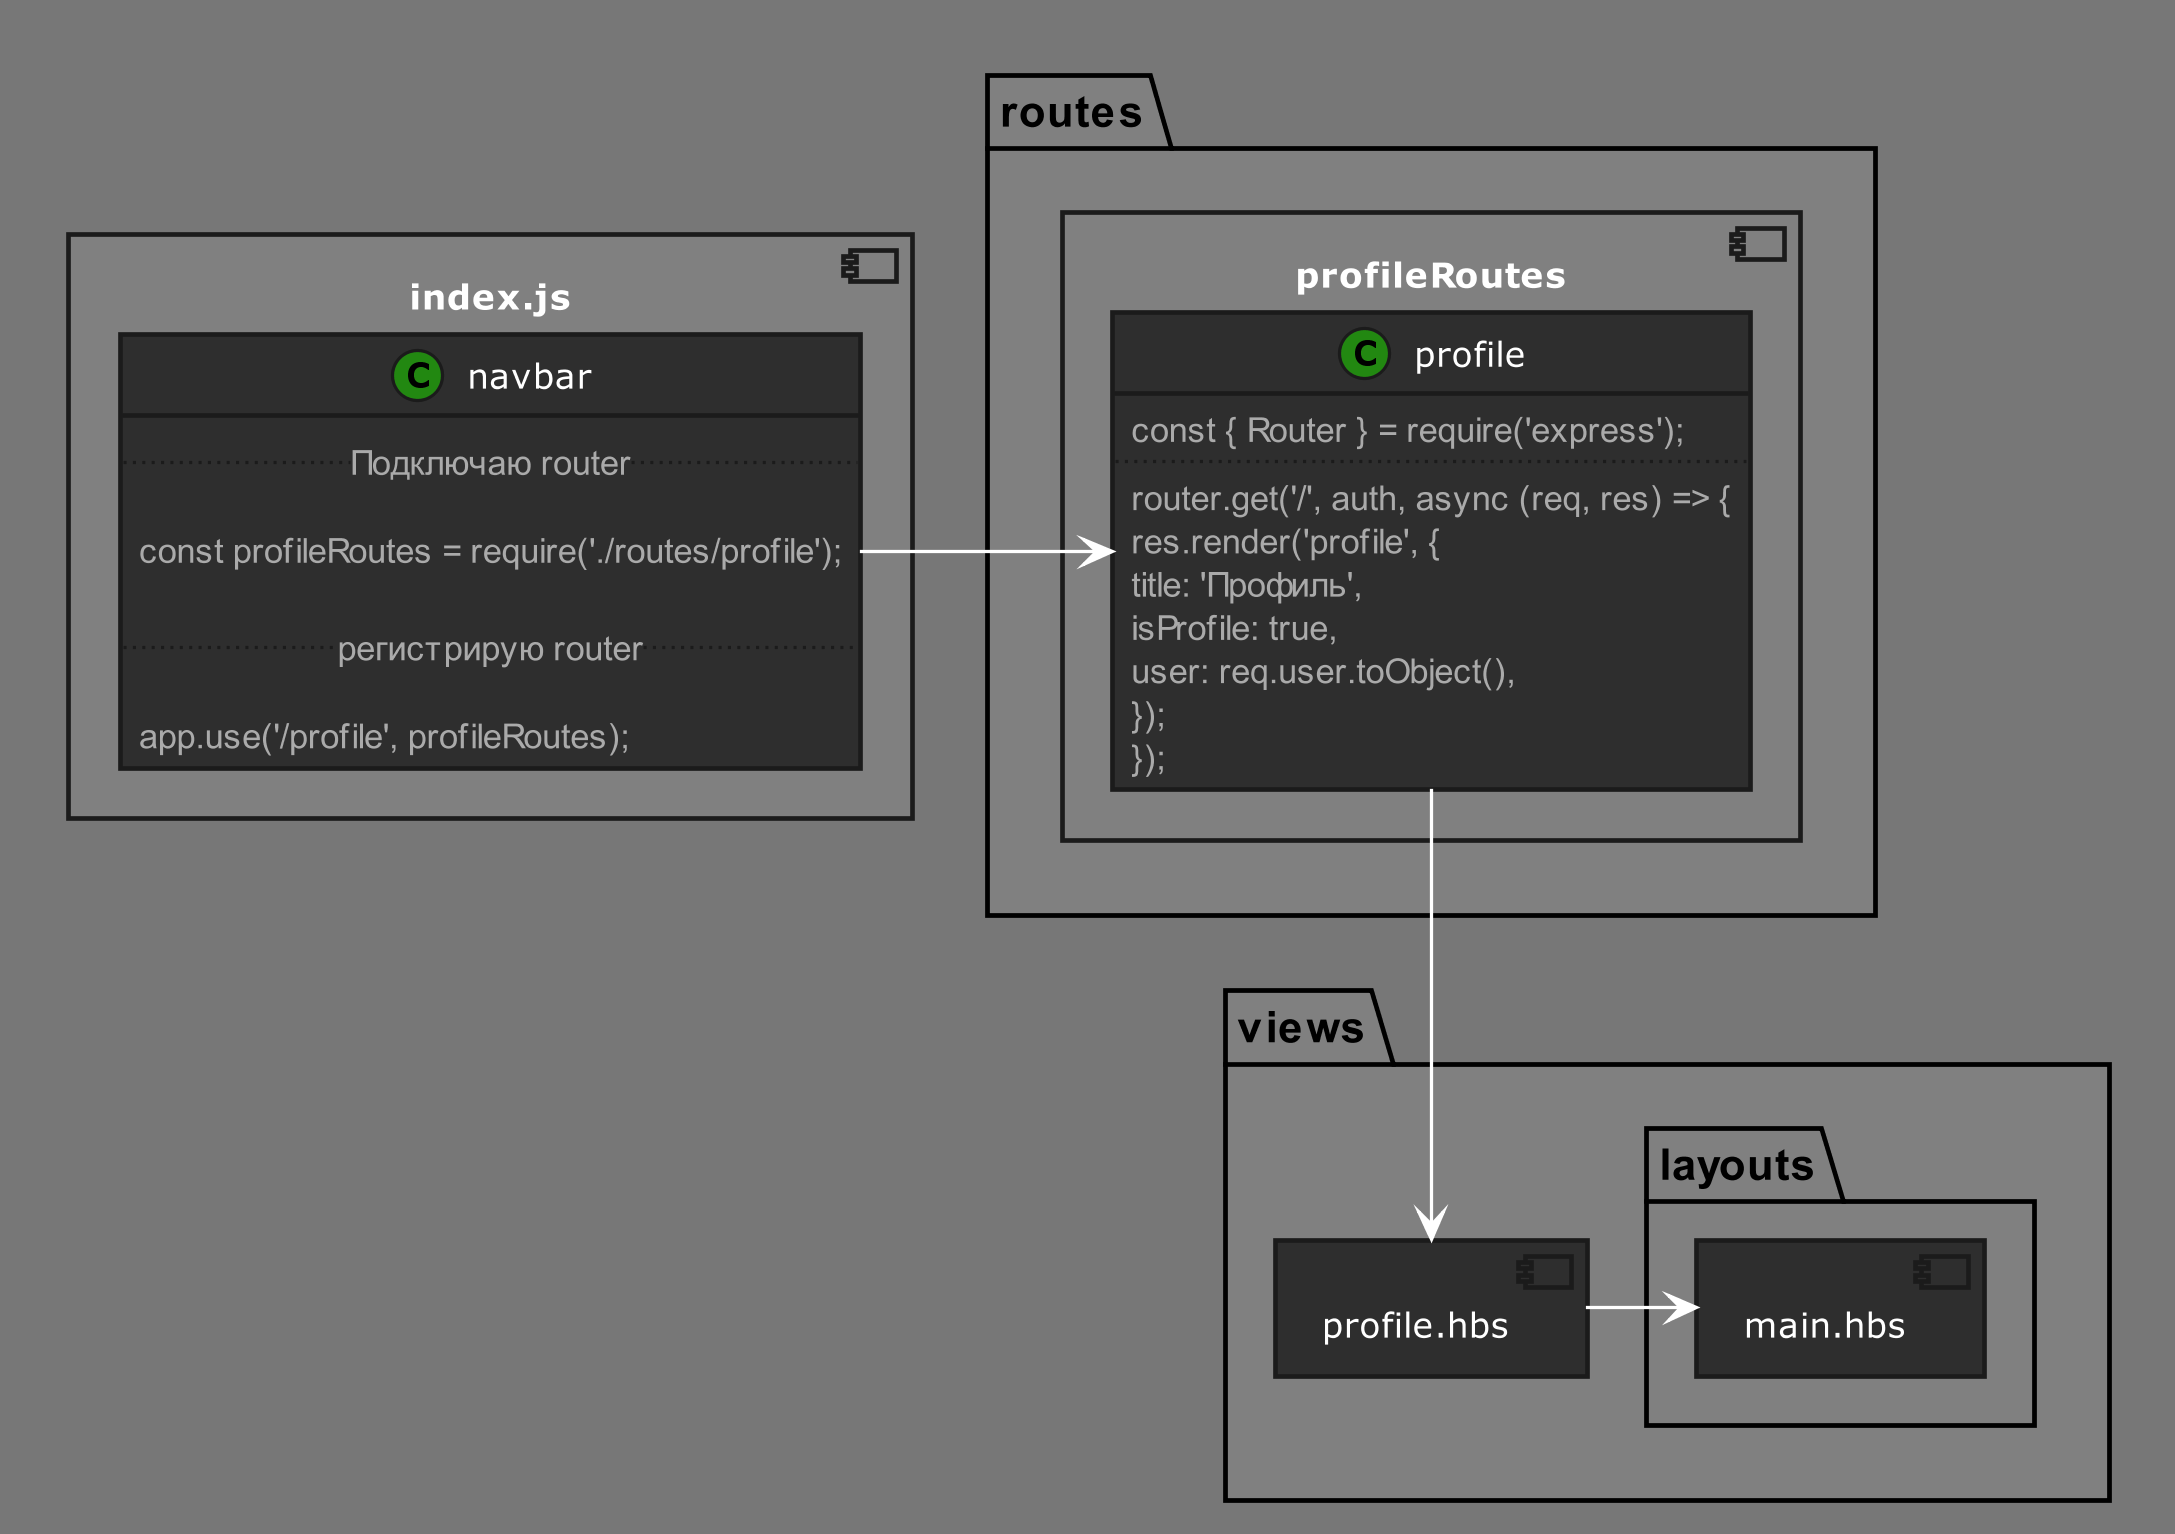 index.js
C navbar
Подключаю router
const profileRoutes = require('./routes/profile');
регистрирую router
app.use('/profile', profileRoutes);
routes
profileRoutes
C profile
const { Router } = require('express');
router.get('/', auth, async (req, res) => {
res.render('profile', {
title: 'Профиль',
isProfile: true,
user: req.user.toObject(),
});
});
views
layouts
profile.hbs
main.hbs